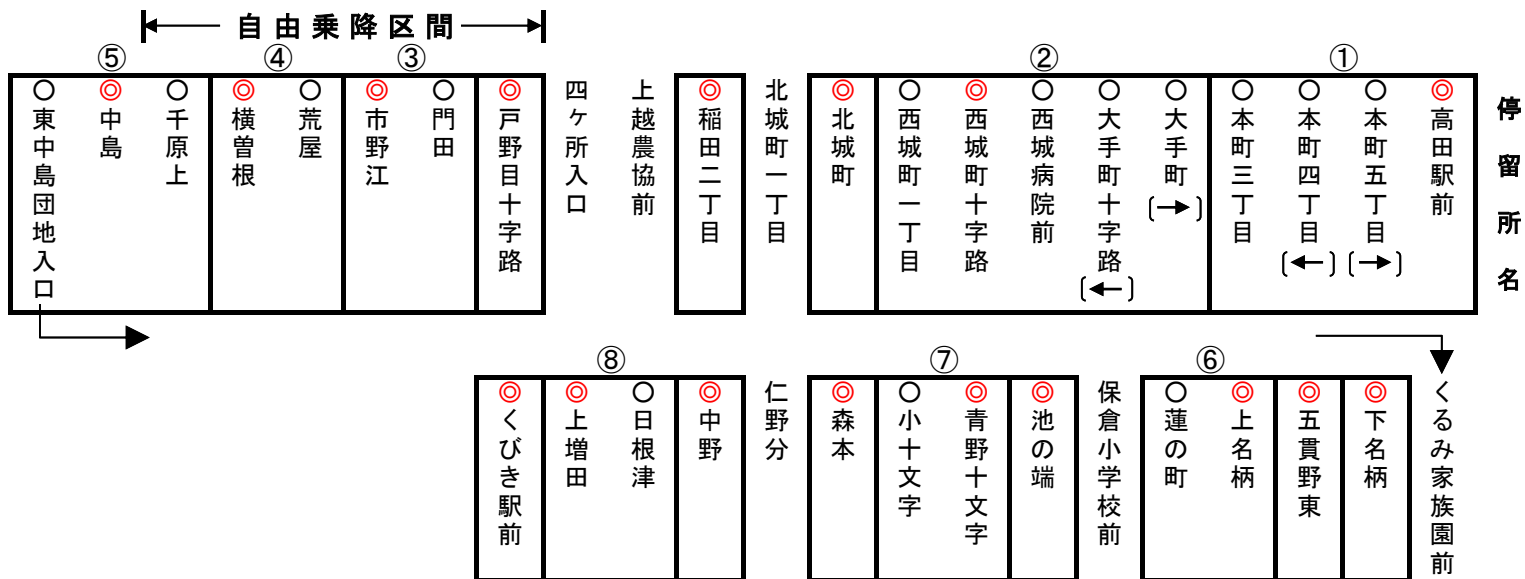 自由乗降区間
⑤
④
③
②
①
停留所名
◎高田駅前
○本町五丁目(→)
○本町四丁目(←)
○本町三丁目
○大手町(→)
○大手町十字路(←)
○西城病院前
◎西城町十字路
○西城町一丁目
◎北城町
北城町一丁目
◎稲田二丁目
上越農協前
四ケ所入口
◎戸野目十字路
○門田
◎市野江
○荒屋
◎横曽根
○千原上
◎中島
○東中島団地入口
⑧
⑦
⑥
くるみ家族園前
◎下名柄
◎五貫野東
◎上名柄
○蓮の町
保倉小学校前
◎池の端
◎青野十文字
○小十文字
◎森本
仁野分
◎中野
○日根津
◎上増田
◎くびき駅前